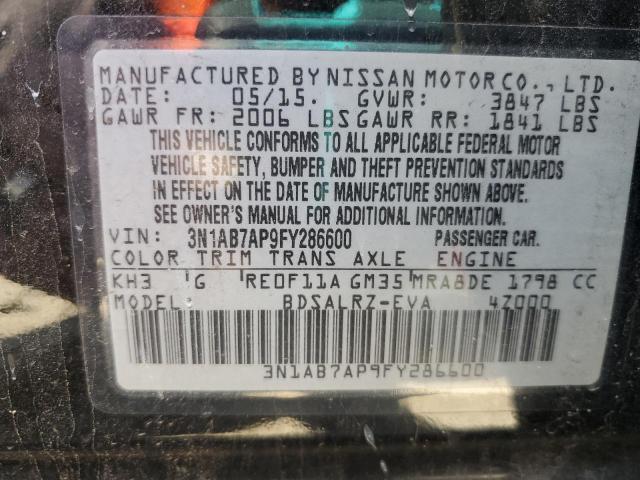 MANUFACTURED BY NISSAN MOTOR CO., LTD.
DATE: 05/15. GVWR: 3847 LBS
GAWR FR: 2006 LBS GAWR RR: 1841 LBS
THIS VEHICLE CONFORMS TO ALL APPLICABLE FEDERAL MOTOR
VEHICLE SAFETY, BUMPER AND THEFT PREVENTION STANDARDS
IN EFFECT ON THE DATE OF MANUFACTURE SHOWN ABOVE.
SEE OWNER'S MANUAL FOR ADDITIONAL INFORMATION.
VIN: 3N1AB7AP9FY286600 PASSENGER CAR.
COLOR TRIM TRANS AXLE ENGINE
KH3 G RE0F11A GM35 MRA8DE 1798 CC
MODEL: BDSALRZ-EVA 4Z000
3N1AB7AP9FY286600